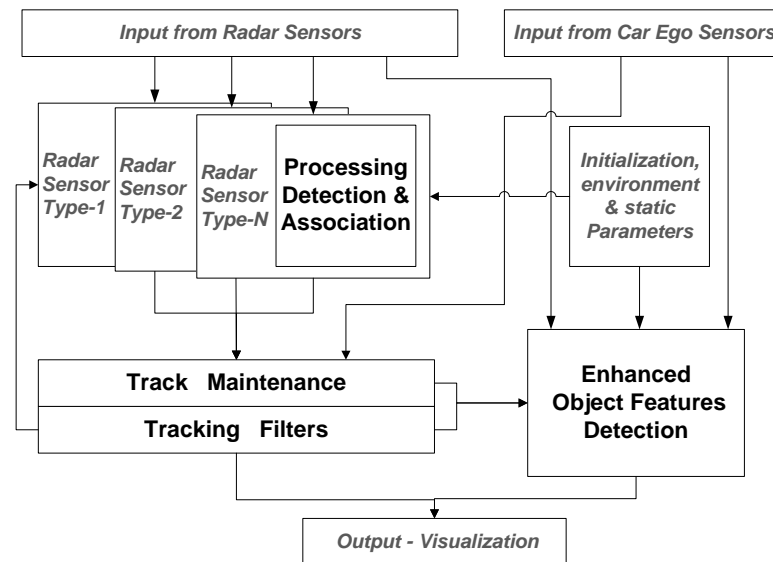 Input from Radar Sensors
Input from Car Ego Sensors
Radar
Sensor
Type-1
Radar
Sensor
Type-2
Radar
Sensor
Type-N
Processing
Detection &
Association
Initialization,
environment
& static
Parameters
Track Maintenance
Tracking Filters
Enhanced
Object Features
Detection
Output - Visualization